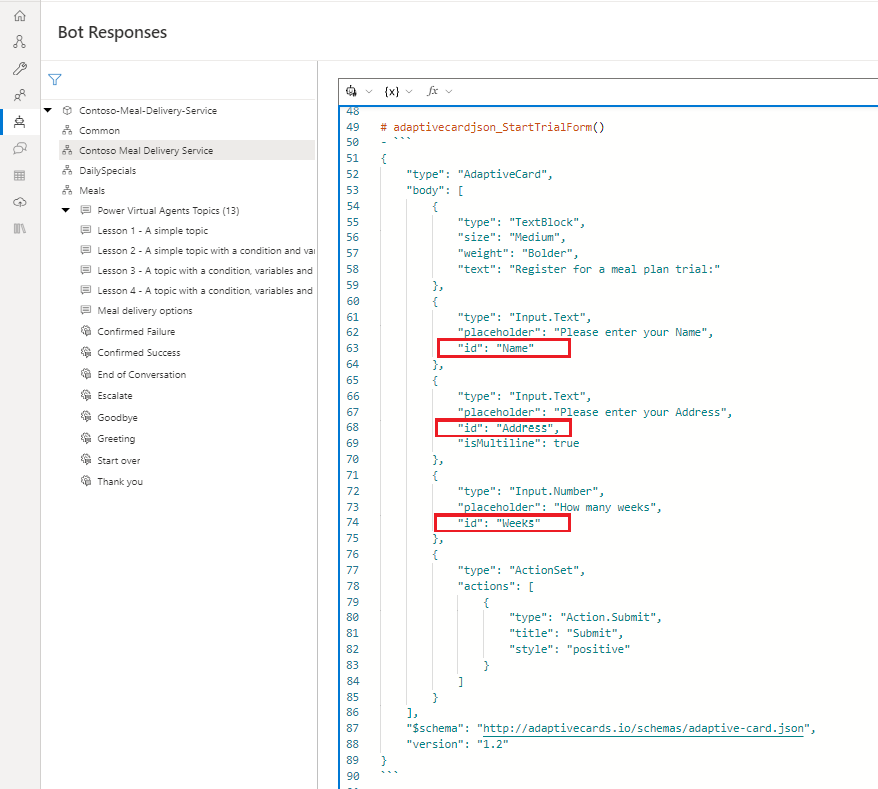 Bot Responses
Contoso-Meal-Delivery-Service
Common
Contoso Meal Delivery Service
DailySpecials
Meals
Power Virtual Agents Topics (13)
Lesson 1 - A simple topic
Lesson 2 - A simple topic with a condition and var
Lesson 3 - A topic with a condition, variables and
Lesson 4 - A topic with a condition, variables and
Meal delivery options
Confirmed Failure
Confirmed Success
End of Conversation
Escalate
Goodbye
Greeting
Start over
Thank you
{x} fx
48
49 # adaptivecardjson_StartTrialForm()
50 - ```
51 {
52 "type": "AdaptiveCard",
53 "body": [
54 {
55 "type": "TextBlock",
56 "size": "Medium",
57 "weight": "Bolder",
58 "text": "Register for a meal plan trial:"
59 },
60 {
61 "type": "Input.Text",
62 "placeholder": "Please enter your Name",
63 "id": "Name"
64 },
65 {
66 "type": "Input.Text",
67 "placeholder": "Please enter your Address",
68 "id": "Address",
69 "isMultiline": true
70 },
71 {
72 "type": "Input.Number",
73 "placeholder": "How many weeks",
74 "id": "Weeks"
75 },
76 {
77 "type": "ActionSet",
78 "actions": [
79 {
80 "type": "Action.Submit",
81 "title": "Submit",
82 "style": "positive"
83 }
84 ]
85 }
86 ],
87 "$schema": "http://adaptivecards.io/schemas/adaptive-card.json",
88 "version": "1.2"
89 }
90 ```